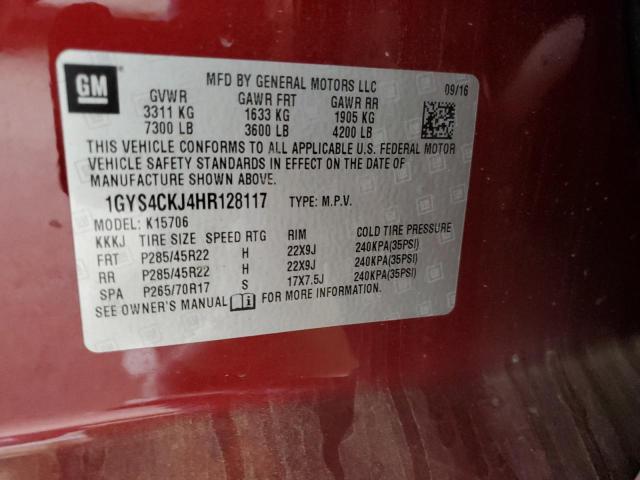 GM
MFD BY GENERAL MOTORS LLC 09/16
GVWR GAWR FRT GAWR RR
3311 KG 1633 KG 1905 KG
7300 LB 3600 LB 4200 LB
THIS VEHICLE CONFORMS TO ALL APPLICABLE U.S. FEDERAL MOTOR
VEHICLE SAFETY STANDARDS IN EFFECT ON THE DATE OF
MANUFACTURE SHOWN ABOVE.
1GYS4CKJ4HR128117 TYPE: M.P.V.
MODEL: K15706
KKKJ TIRE SIZE SPEED RTG RIM COLD TIRE PRESSURE
FRT P285/45R22 H 22X9J 240KPA(35PSI)
RR P285/45R22 H 22X9J 240KPA(35PSI)
SPA P265/70R17 S 17X7.5J 240KPA(35PSI)
SEE OWNER'S MANUAL i FOR MORE INFORMATION.